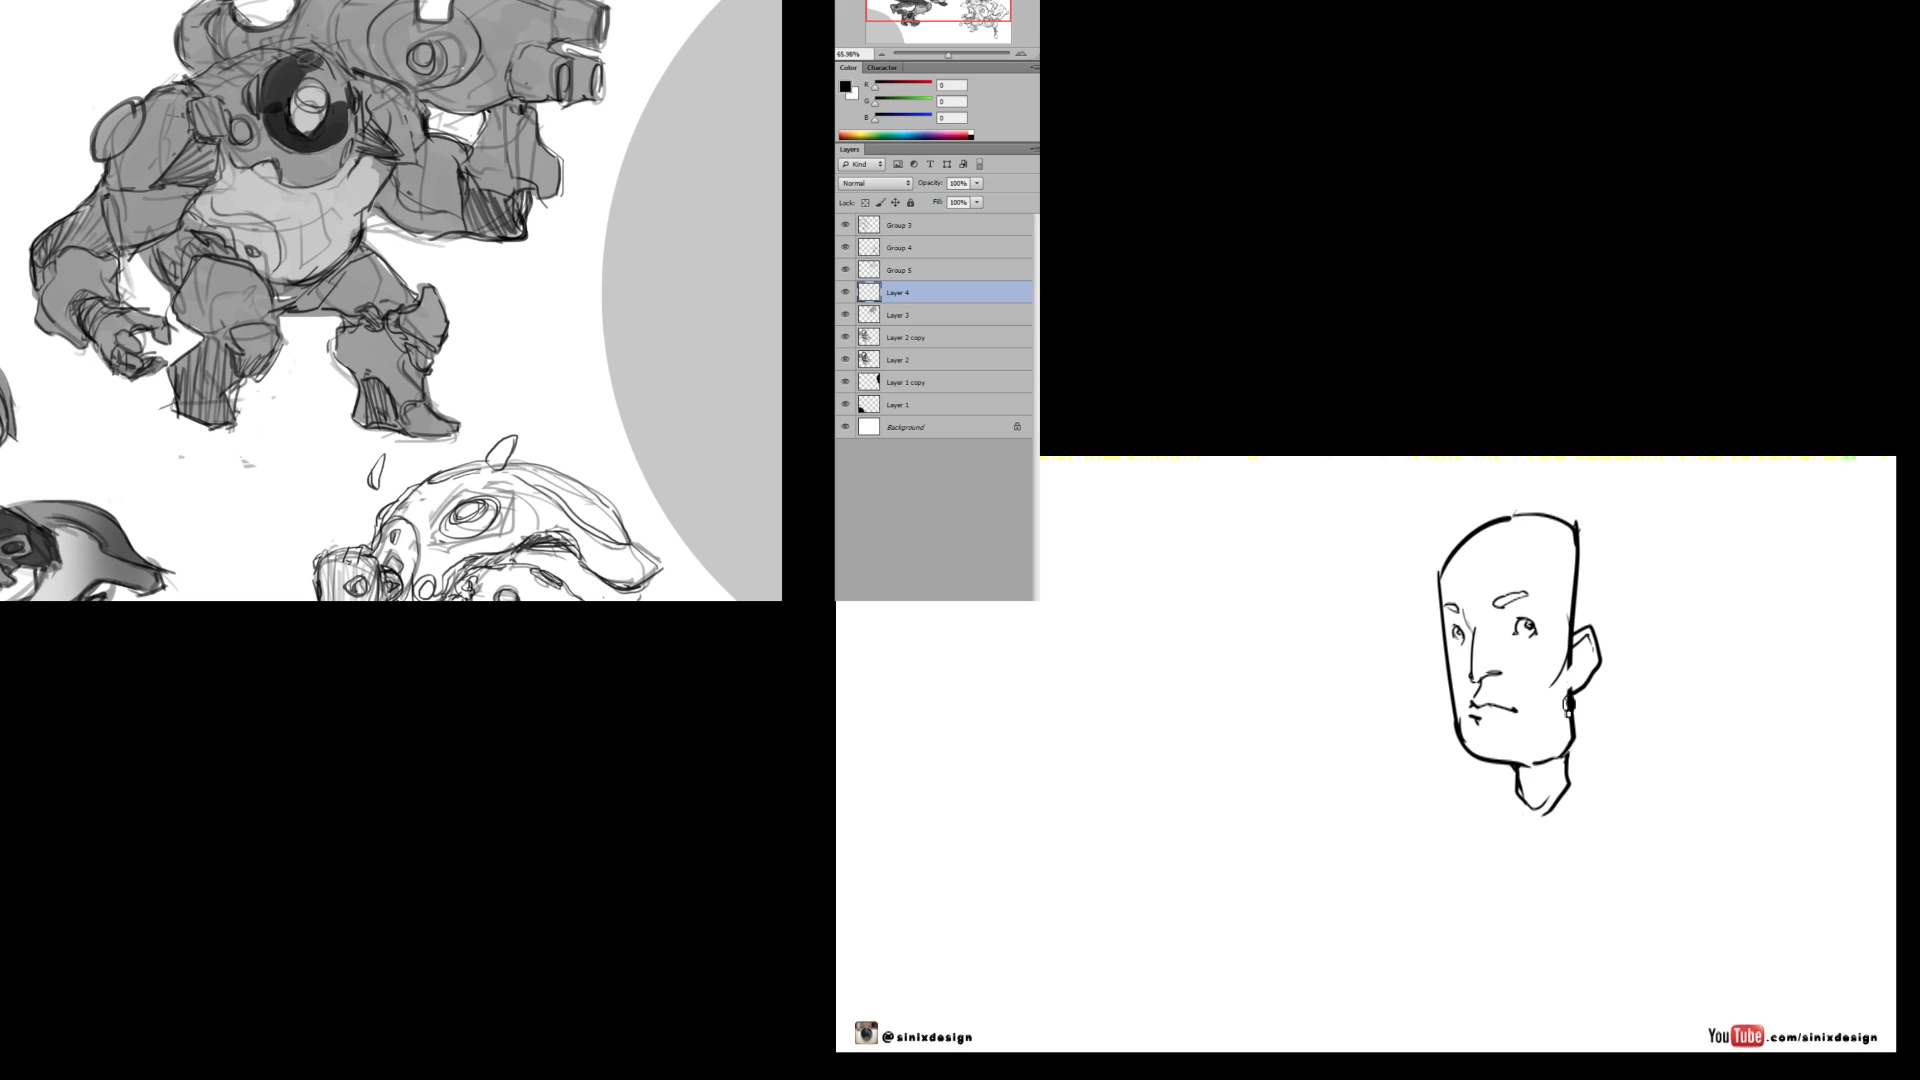 65.98%
Color Character
R 0
G 0
B 0
Layers
Kind
Normal Opacity: 100%
Lock: Fill: 100%
Group 3
Group 4
Group 5
Layer 4
Layer 3
Layer 2 copy
Layer 2
Layer 1 copy
Layer 1
Background
@sinixdesign
YouTube.com/sinixdesign